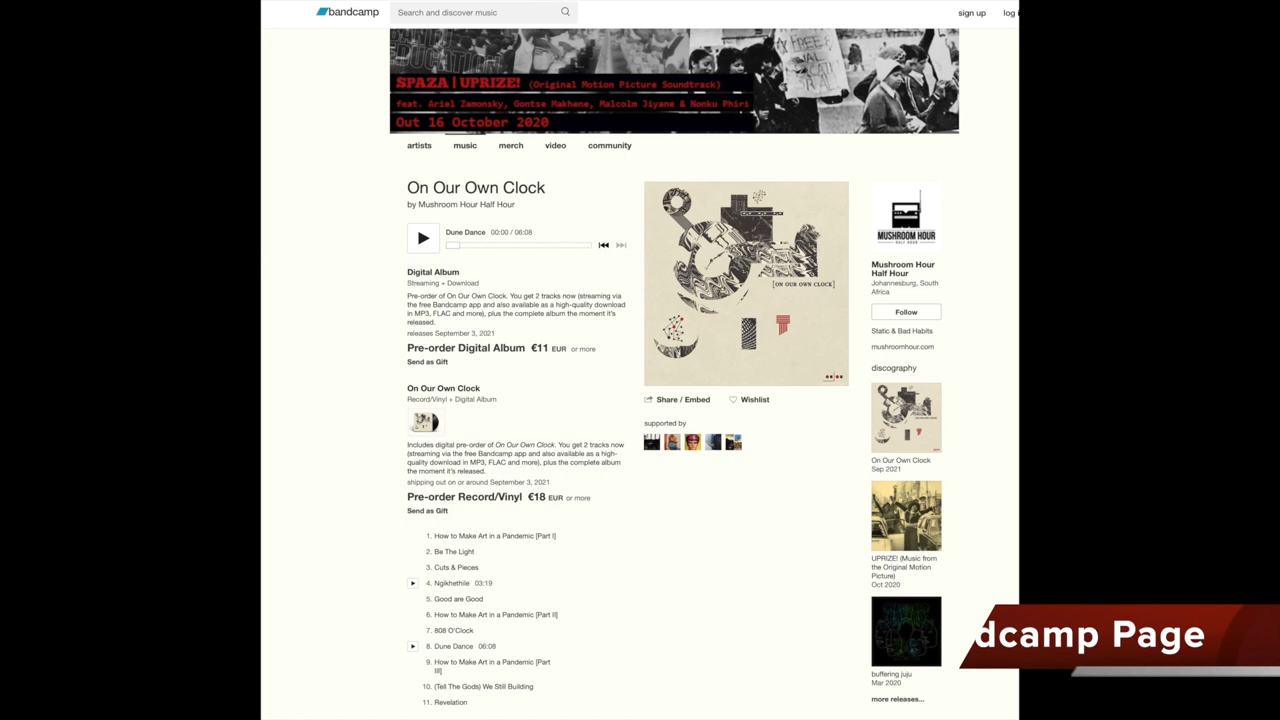 bandcamp
Search and discover music
sign up
log i
EDUCATION
SPAZA | UPRIZE! (Original Motion Picture Soundtrack)
feat. Ariel Zamonsky, Gontse Makhene, Malcolm Jiyane & Nonku Phiri
Out 16 October 2020
artists
music
merch
video
community
On Our Own Clock
by Mushroom Hour Half Hour
Dune Dance 00:00 / 06:08
Digital Album
Streaming + Download
Pre-order of On Our Own Clock. You get 2 tracks now (streaming via
the free Bandcamp app and also available as a high-quality download
in MP3, FLAC and more), plus the complete album the moment it's
released.
releases September 3, 2021
Pre-order Digital Album €11 EUR or more
Send as Gift
On Our Own Clock
Record/Vinyl + Digital Album
Includes digital pre-order of On Our Own Clock. You get 2 tracks now
(streaming via the free Bandcamp app and also available as a high-
quality download in MP3, FLAC and more), plus the complete album
the moment it's released.
shipping out on or around September 3, 2021
Pre-order Record/Vinyl €18 EUR or more
Send as Gift
1. How to Make Art in a Pandemic [Part I]
2. Be The Light
3. Cuts & Pieces
4. Ngikhethile 03:19
5. Good are Good
6. How to Make Art in a Pandemic [Part II]
7. 808 O'Clock
8. Dune Dance 06:08
9. How to Make Art in a Pandemic [Part
III]
10. (Tell The Gods) We Still Building
11. Revelation
[ON OUR OWN CLOCK]
Share / Embed
Wishlist
supported by
MUSHROOM HOUR
HALF HOUR
Mushroom Hour
Half Hour
Johannesburg, South
Africa
Follow
Static & Bad Habits
mushroomhour.com
discography
On Our Own Clock
Sep 2021
UPRIZE! (Music from
the Original Motion
Picture)
Oct 2020
buffering juju
Mar 2020
more releases...
dcamp Page